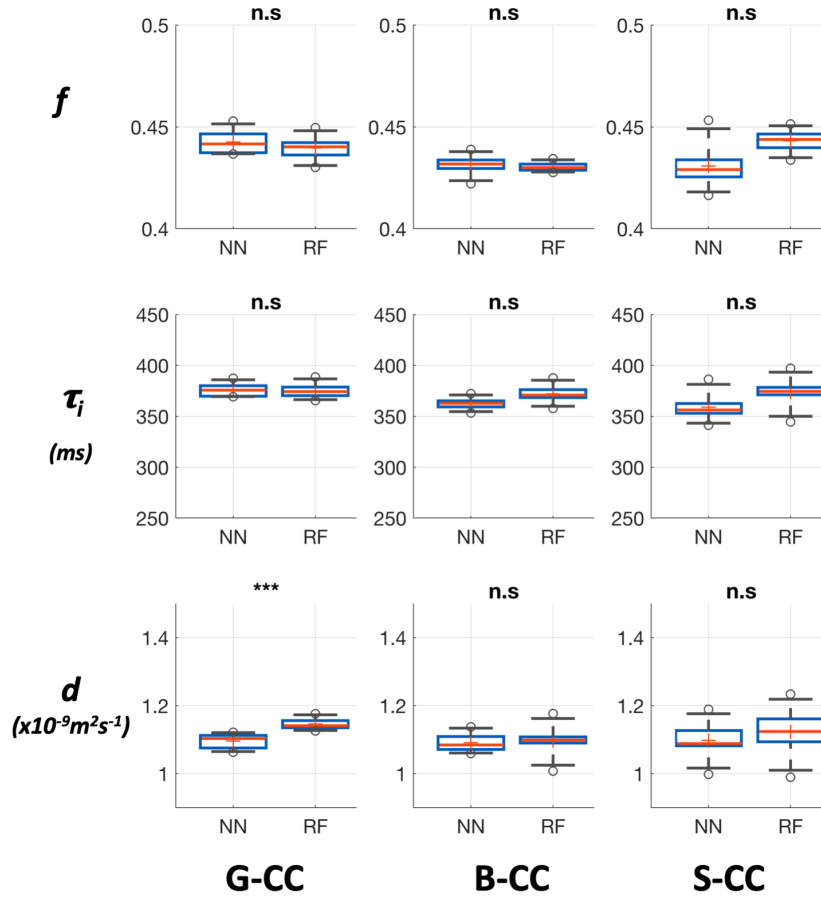 n.s n.s n.s
f
0.5 0.5 0.5
0.45 0.45 0.45
0.4 0.4 0.4
NN RF NN RF NN RF
n.s n.s n.s
τi
(ms)
450 450 450
400 400 400
350 350 350
300 300 300
250 250 250
NN RF NN RF NN RF
*** n.s n.s
d
(x10⁻⁹m²s⁻¹)
1.4 1.4 1.4
1.2 1.2 1.2
1 1 1
NN RF NN RF NN RF
G-CC B-CC S-CC